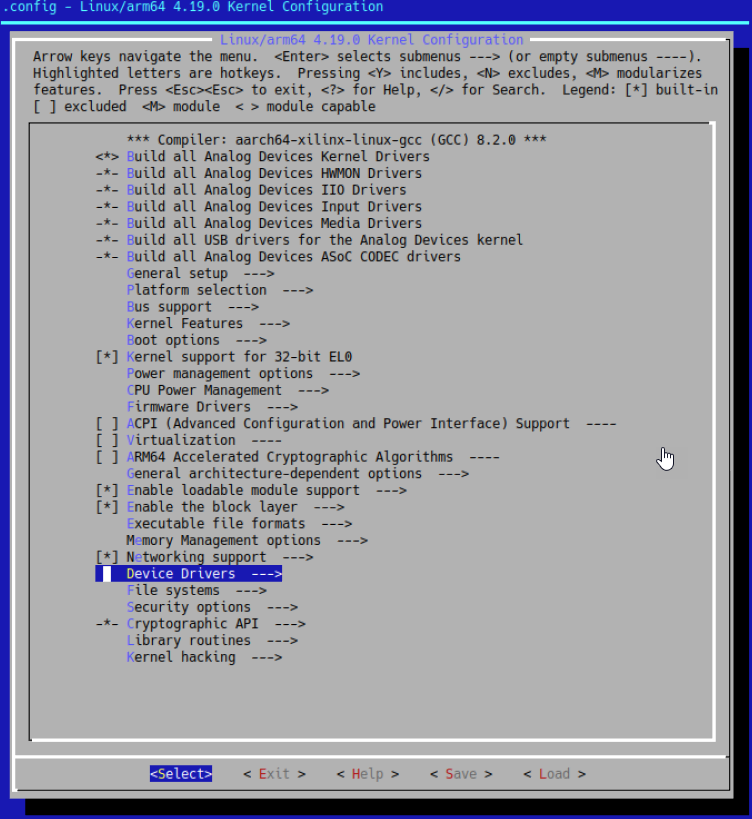 .config - Linux/arm64 4.19.0 Kernel Configuration
Linux/arm64 4.19.0 Kernel Configuration
Arrow keys navigate the menu.  <Enter> selects submenus ---> (or empty submenus ----).
Highlighted letters are hotkeys.  Pressing <Y> includes, <N> excludes, <M> modularizes
features.  Press <Esc><Esc> to exit, <?> for Help, </> for Search.  Legend: [*] built-in
[ ] excluded  <M> module  < > module capable
*** Compiler: aarch64-xilinx-linux-gcc (GCC) 8.2.0 ***
<*> Build all Analog Devices Kernel Drivers
-*- Build all Analog Devices HWMON Drivers
-*- Build all Analog Devices IIO Drivers
-*- Build all Analog Devices Input Drivers
-*- Build all Analog Devices Media Drivers
-*- Build all USB drivers for the Analog Devices kernel
-*- Build all Analog Devices ASoC CODEC drivers
General setup  --->
Platform selection  --->
Bus support  --->
Kernel Features  --->
Boot options  --->
[*] Kernel support for 32-bit EL0
Power management options  --->
CPU Power Management  --->
Firmware Drivers  --->
[ ] ACPI (Advanced Configuration and Power Interface) Support  ----
[ ] Virtualization  ----
[ ] ARM64 Accelerated Cryptographic Algorithms  ----
General architecture-dependent options  --->
[*] Enable loadable module support  --->
[*] Enable the block layer  --->
Executable file formats  --->
Memory Management options  --->
[*] Networking support  --->
Device Drivers  --->
File systems  --->
Security options  --->
-*- Cryptographic API  --->
Library routines  --->
Kernel hacking  --->
<Select>    < Exit >    < Help >    < Save >    < Load >